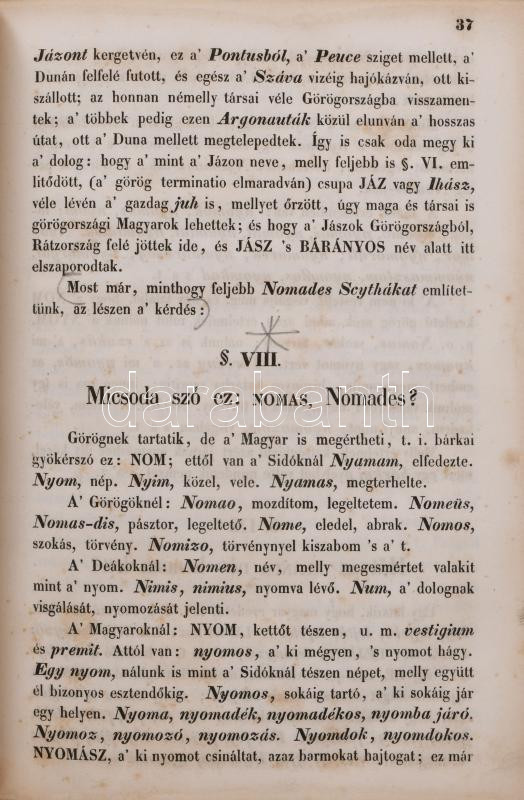 37
Jázont kergetvén, ez a' Pontusból, a' Peuce sziget mellett, a'
Dunán felfelé futott, és egész a' Száva vizéig hajókázván, ott ki-
szállott; az honnan némelly társai véle Görögországba visszamen-
tek; a' többek pedig ezen Argonauták közül elunván a' hosszas
útat, ott a' Duna mellett megtelepedtek. Így is csak oda megy ki
a' dolog: hogy a' mint a' Jázon neve, melly feljebb is §. VI. em-
lítődött, (a' görög terminatio elmaradván) csupa JÁZ vagy Ihász,
véle lévén a' gazdag juh is, mellyet őrzött, úgy maga és társai is
görögországi Magyarok lehettek; és hogy a' Jászok Görögországból,
Rátzország felé jöttek ide, és JÁSZ 's BÁRÁNYOS név alatt itt
elszaporodtak.
Most már, minthogy feljebb Nomades Scythákat említet-
tünk, az lészen a' kérdés:
§. VIII.
Micsoda szó ez: NOMAS, Nomades?
darabanth
Görögnek tartatik, de a' Magyar is megértheti, t. i. bárkai
gyökérszó ez: NOM; ettől van a' Sidóknál Nyamam, elfedezte.
Nyom, nép. Nyim, közel, vele. Nyamas, megterhelte.
A' Görögöknél: Nomao, mozdítom, legeltetem. Nomeüs,
Nomas-dis, pásztor, legeltető. Nome, eledel, abrak. Nomos,
szokás, törvény. Nomizo, törvénynyel kiszabom 's a' t.
A' Deákoknál: Nomen, név, melly megesmértet valakit
mint a' nyom. Nimis, nimius, nyomva lévő. Num, a' dolognak
visgálását, nyomozását jelenti.
A' Magyaroknál: NYOM, kettőt tészen, u. m. vestigium
és premit. Attól van: nyomos, a' ki mégyen, 's nyomot hágy.
Egy nyom, nálunk is mint a' Sidóknál tészen népet, melly együtt
él bizonyos esztendőkig. Nyomos, sokáig tartó, a' ki sokáig jár
egy helyen. Nyoma, nyomadék, nyomadékos, nyomba járó.
Nyomoz, nyomozó, nyomozás. Nyomdok, nyomdokos.
NYOMÁSZ, a' ki nyomot csináltat, azaz barmokat hajtogat; ez már